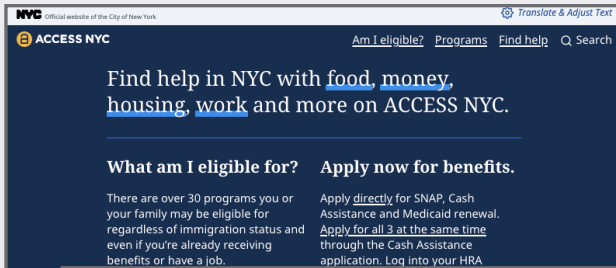 NYC Official website of the City of New York
Translate & Adjust Text
ACCESS NYC
Am I eligible? Programs Find help Search
Find help in NYC with food, money,
housing, work and more on ACCESS NYC.
What am I eligible for?
There are over 30 programs you or
your family may be eligible for
regardless of immigration status and
even if you're already receiving
benefits or have a job.
Apply now for benefits.
Apply directly for SNAP, Cash
Assistance and Medicaid renewal.
Apply for all 3 at the same time
through the Cash Assistance
application. Log into your HRA